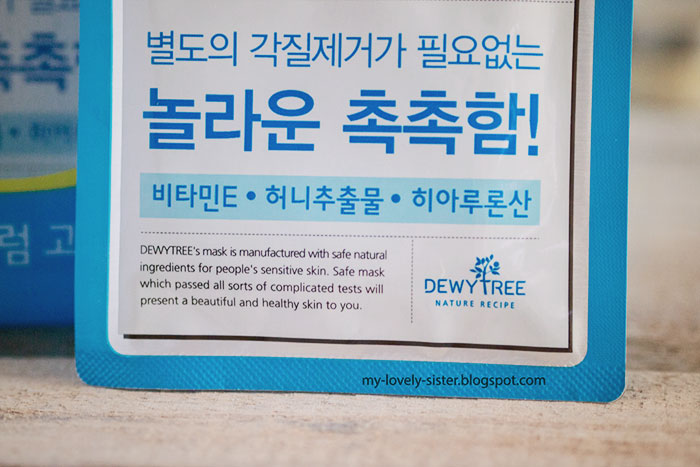 별도의 각질제거가 필요없는
놀라운 촉촉함!
비타민E • 허니추출물 • 히아루론산
DEWYTREE's mask is manufactured with safe natural
ingredients for people's sensitive skin. Safe mask
which passed all sorts of complicated tests will
present a beautiful and healthy skin to you.
DEWYTREE
NATURE RECIPE
my-lovely-sister.blogspot.com